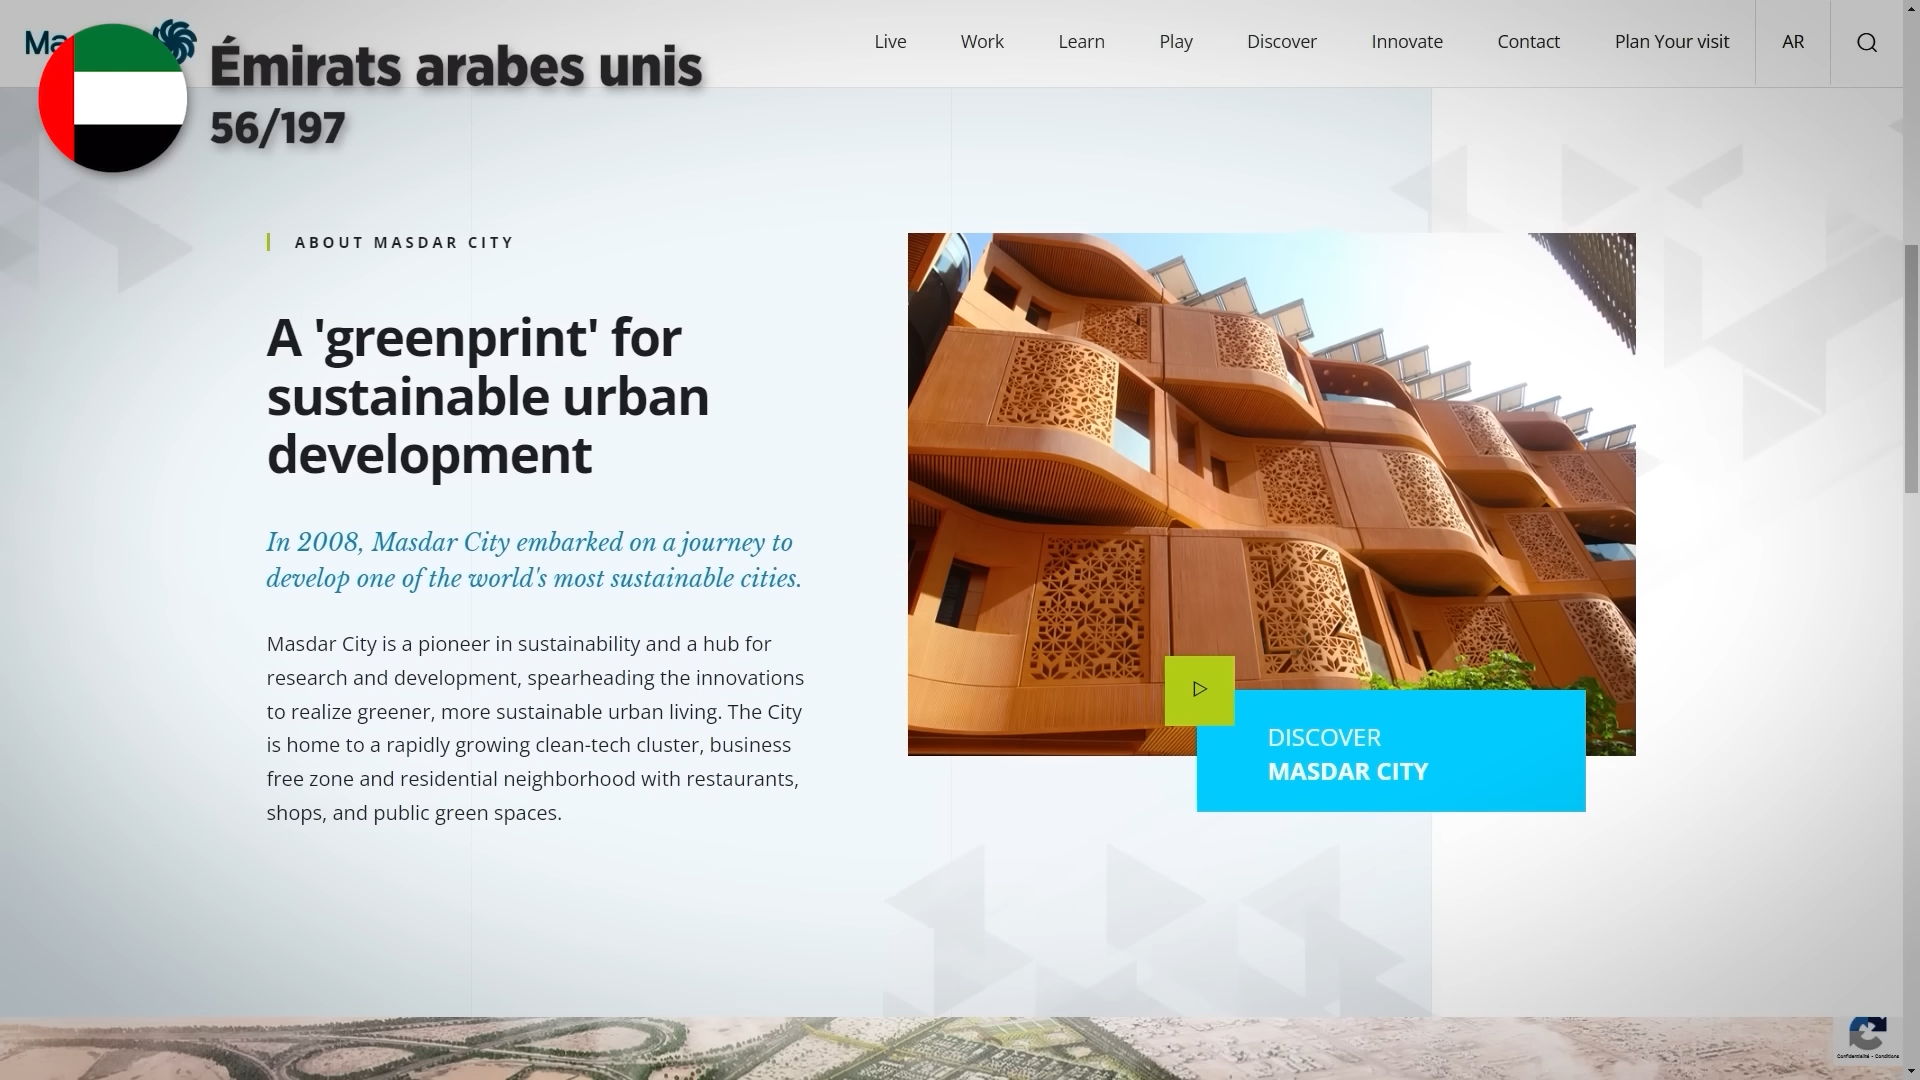 Ma
Émirats arabes unis
56/197
Live
Work
Learn
Play
Discover
Innovate
Contact
Plan Your visit
AR
ABOUT MASDAR CITY
A 'greenprint' for
sustainable urban
development
In 2008, Masdar City embarked on a journey to
develop one of the world's most sustainable cities.
Masdar City is a pioneer in sustainability and a hub for
research and development, spearheading the innovations
to realize greener, more sustainable urban living. The City
is home to a rapidly growing clean-tech cluster, business
free zone and residential neighborhood with restaurants,
shops, and public green spaces.
DISCOVER
MASDAR CITY
Confidentialité - Conditions